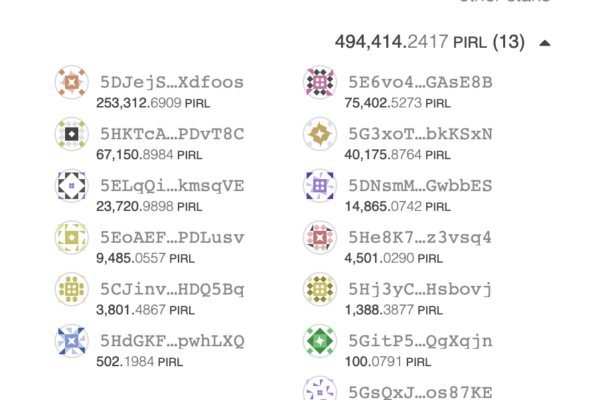 other stake
494,414.2417 PIRL (13)
5DJejS…Xdfoos
253,312.6909 PIRL
5E6vo4…GAsE8B
75,402.5273 PIRL
5HKTcA…PDvT8C
67,150.8984 PIRL
5G3xoT…bkKSxN
40,175.8764 PIRL
5ELqQi…kmsqVE
23,720.9898 PIRL
5DNsmM…GwbbES
14,865.0742 PIRL
5EoAEF…PDLusv
9,485.0557 PIRL
5He8K7…z3vsq4
4,501.0290 PIRL
5CJinv…HDQ5Bq
3,801.4867 PIRL
5Hj3yC…Hsbovj
1,388.3877 PIRL
5HdGKF…pwhLXQ
502.1984 PIRL
5GitP5…QgXqjn
100.0791 PIRL
5GsQxJ…os87KE